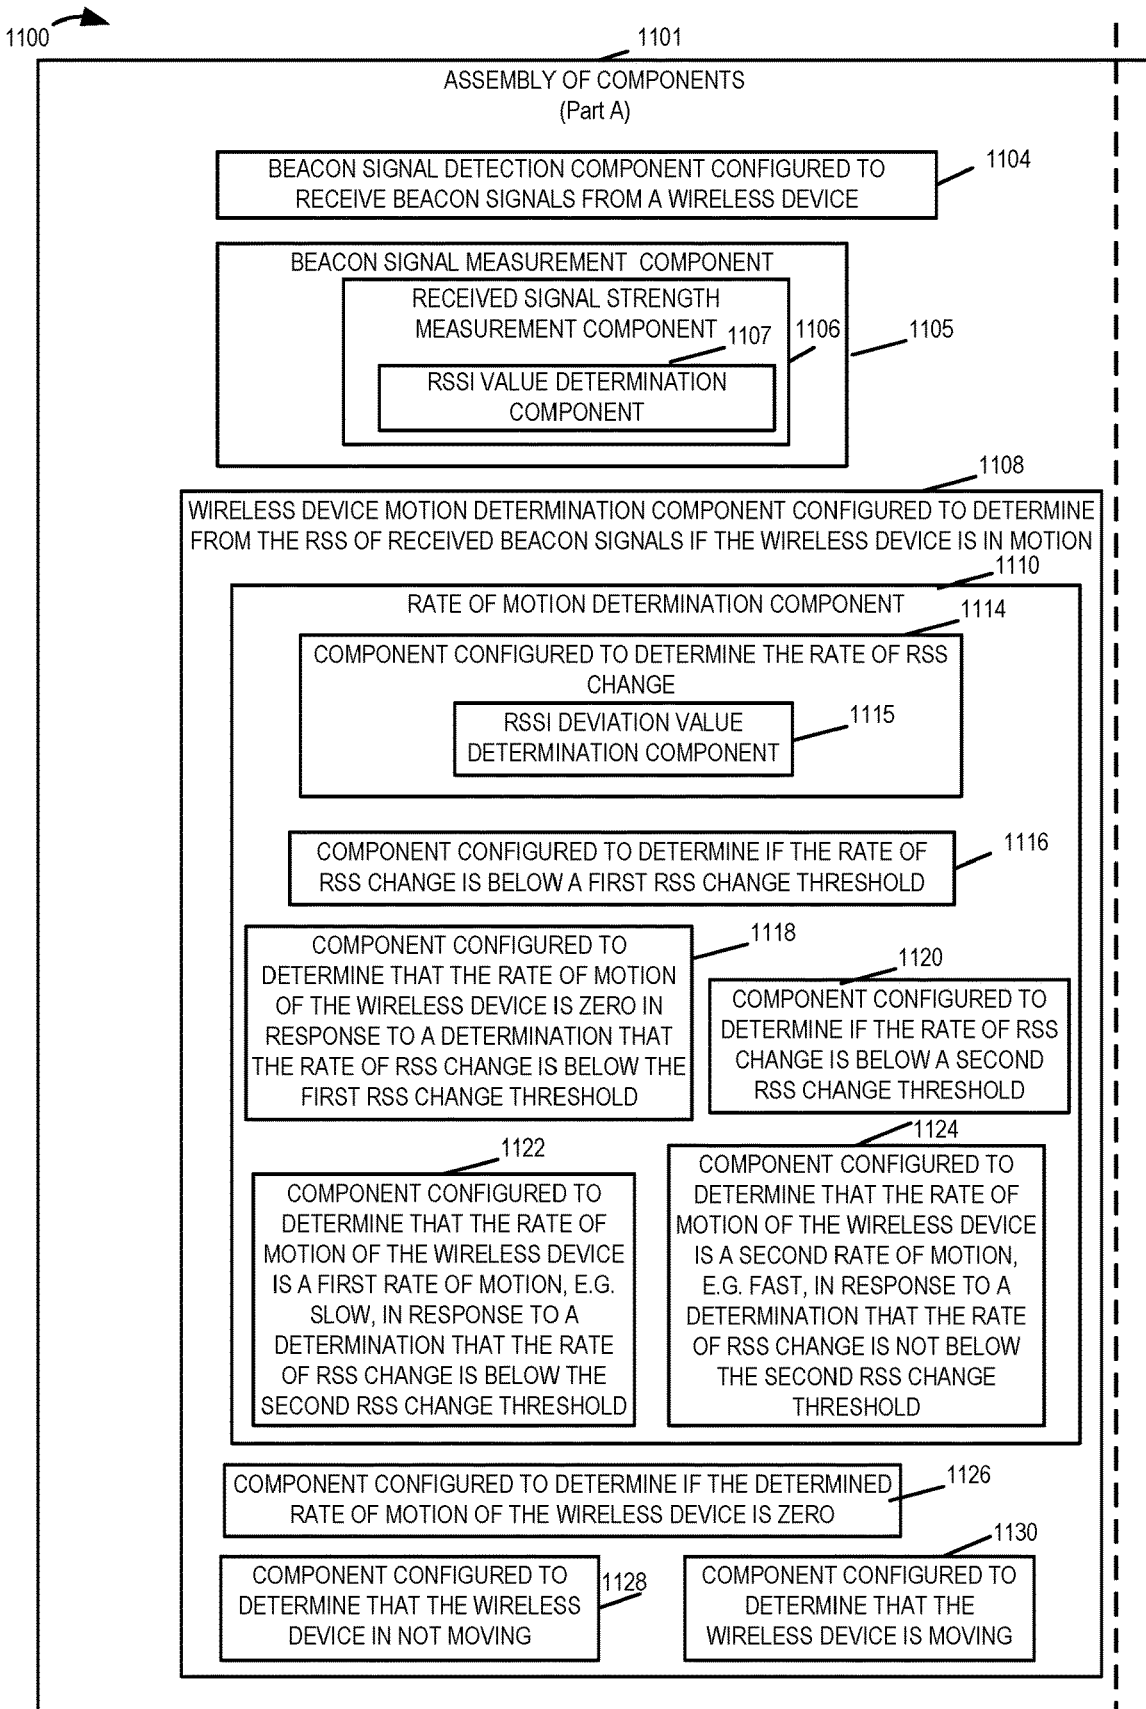 1100
1101
ASSEMBLY OF COMPONENTS
(Part A)
BEACON SIGNAL DETECTION COMPONENT CONFIGURED TO
RECEIVE BEACON SIGNALS FROM A WIRELESS DEVICE
1104
BEACON SIGNAL MEASUREMENT COMPONENT
RECEIVED SIGNAL STRENGTH
MEASUREMENT COMPONENT
1107
1106
1105
RSSI VALUE DETERMINATION
COMPONENT
1108
WIRELESS DEVICE MOTION DETERMINATION COMPONENT CONFIGURED TO DETERMINE
FROM THE RSS OF RECEIVED BEACON SIGNALS IF THE WIRELESS DEVICE IS IN MOTION
1110
RATE OF MOTION DETERMINATION COMPONENT
1114
COMPONENT CONFIGURED TO DETERMINE THE RATE OF RSS
CHANGE
RSSI DEVIATION VALUE
DETERMINATION COMPONENT
1115
COMPONENT CONFIGURED TO DETERMINE IF THE RATE OF
RSS CHANGE IS BELOW A FIRST RSS CHANGE THRESHOLD
1116
COMPONENT CONFIGURED TO
DETERMINE THAT THE RATE OF MOTION
OF THE WIRELESS DEVICE IS ZERO IN
RESPONSE TO A DETERMINATION THAT
THE RATE OF RSS CHANGE IS BELOW THE
FIRST RSS CHANGE THRESHOLD
1118
1120
COMPONENT CONFIGURED TO
DETERMINE IF THE RATE OF RSS
CHANGE IS BELOW A SECOND
RSS CHANGE THRESHOLD
1122
COMPONENT CONFIGURED TO
DETERMINE THAT THE RATE OF
MOTION OF THE WIRELESS DEVICE
IS A FIRST RATE OF MOTION, E.G.
SLOW, IN RESPONSE TO A
DETERMINATION THAT THE RATE
OF RSS CHANGE IS BELOW THE
SECOND RSS CHANGE THRESHOLD
1124
COMPONENT CONFIGURED TO
DETERMINE THAT THE RATE OF
MOTION OF THE WIRELESS DEVICE
IS A SECOND RATE OF MOTION,
E.G. FAST, IN RESPONSE TO A
DETERMINATION THAT THE RATE
OF RSS CHANGE IS NOT BELOW
THE SECOND RSS CHANGE
THRESHOLD
COMPONENT CONFIGURED TO DETERMINE IF THE DETERMINED
RATE OF MOTION OF THE WIRELESS DEVICE IS ZERO
1126
COMPONENT CONFIGURED TO
DETERMINE THAT THE WIRELESS
DEVICE IN NOT MOVING
1128
1130
COMPONENT CONFIGURED TO
DETERMINE THAT THE
WIRELESS DEVICE IS MOVING